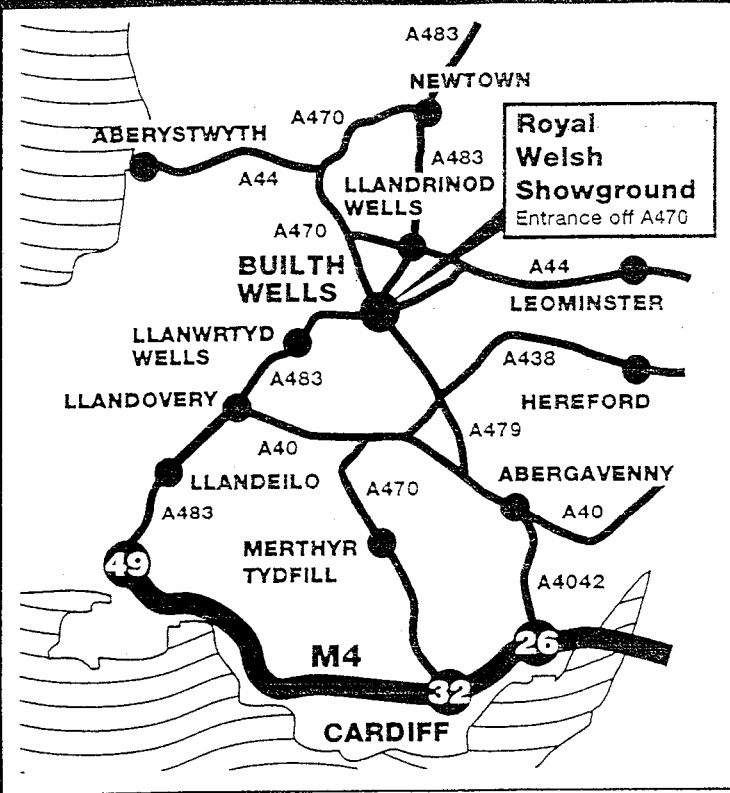 A483
NEWTOWN
A470
ABERYSTWYTH
A483
A44
LLANDRINOD
WELLS
Royal
Welsh
Showground
Entrance off A470
A470
BUILTH
WELLS
A44
LEOMINSTER
LLANWRTYD
WELLS
A438
A483
LLANDOVERY
HEREFORD
A479
A40
ABERGAVENNY
LLANDEILO
A470
A483
A40
MERTHYR
TYDFILL
49
A4042
26
M4
32
CARDIFF